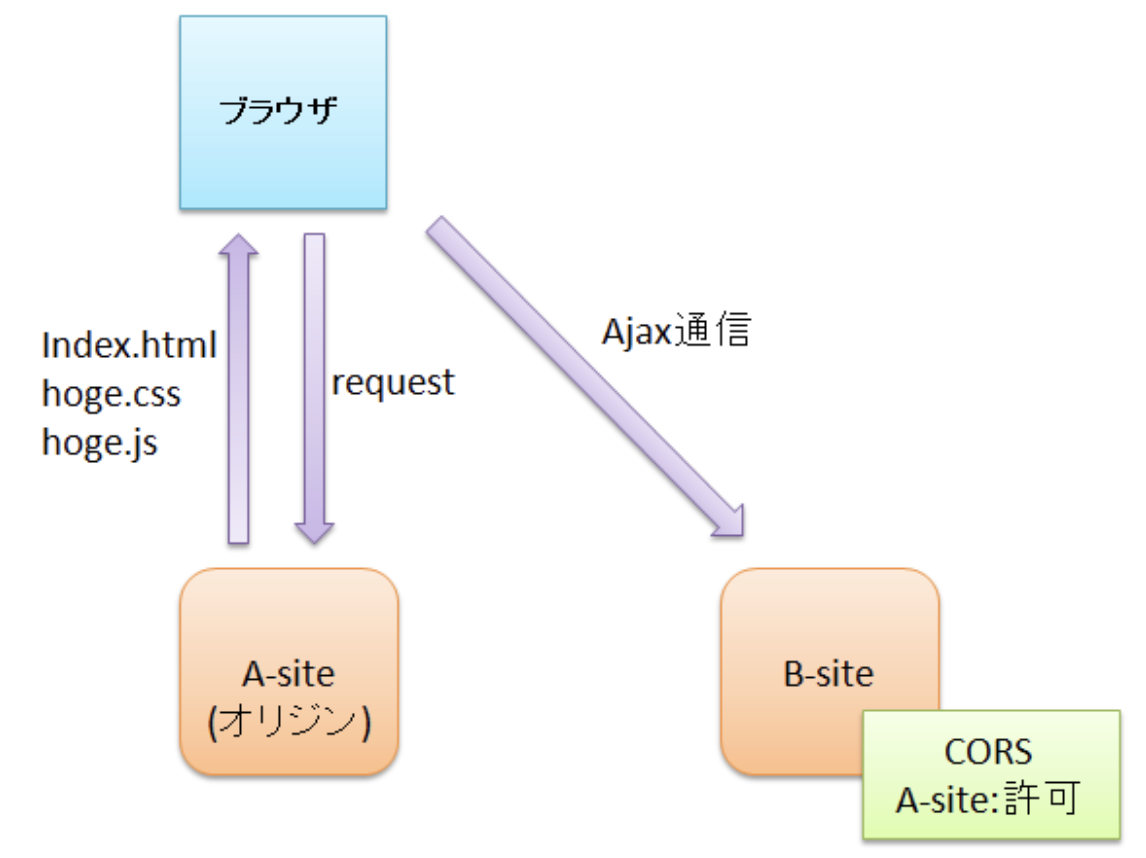 ブラウザ
Index.html
hoge.css
hoge.js
request
Ajax通信
A-site
(オリジン)
B-site
CORS
A-site:許可